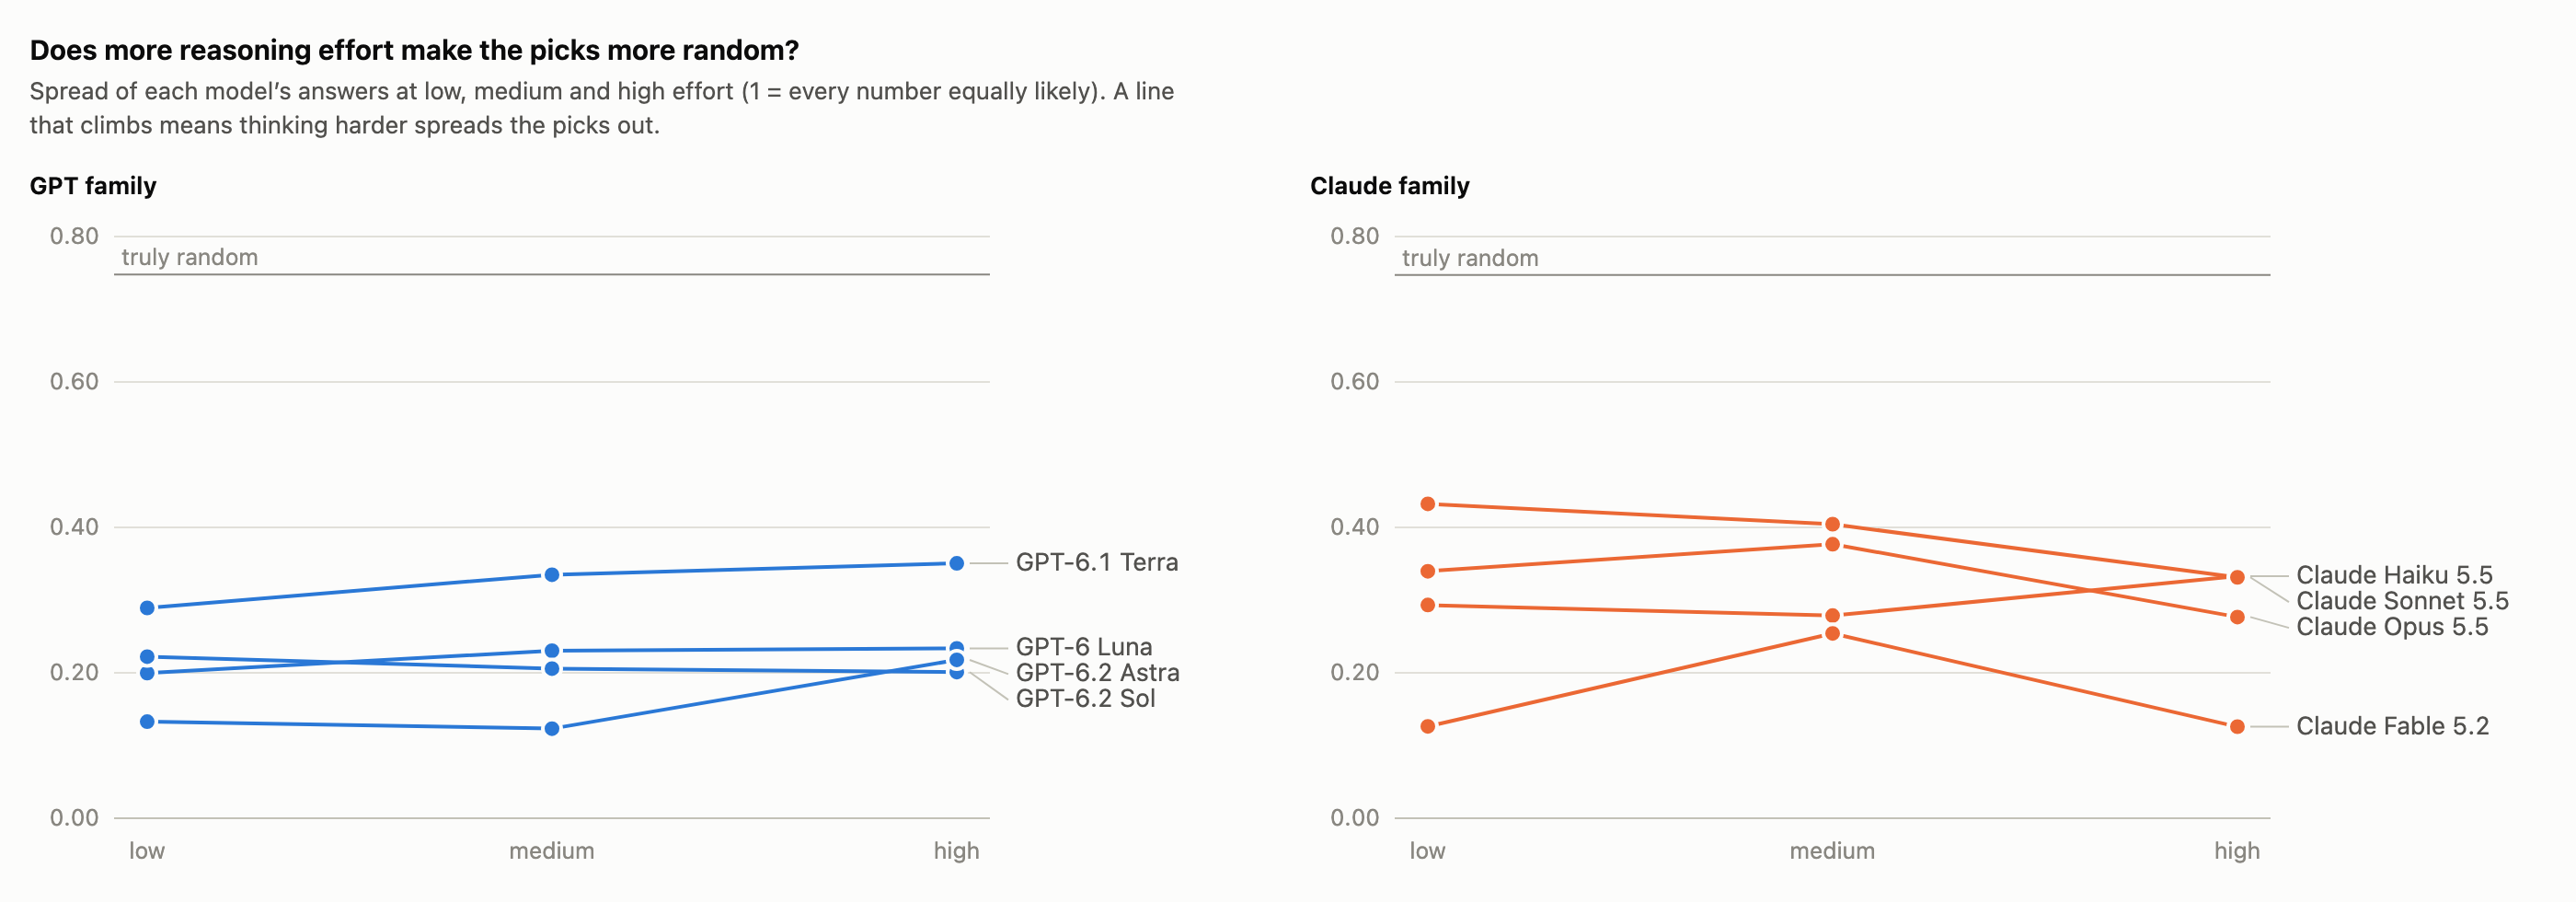 Does more reasoning effort make the picks more random?
Spread of each model’s answers at low, medium and high effort (1 = every number equally likely). A line
that climbs means thinking harder spreads the picks out.
GPT family
0.80
truly random
0.60
0.40
0.20
0.00
low
medium
high
GPT-6.1 Terra
GPT-6 Luna
GPT-6.2 Astra
GPT-6.2 Sol
Claude family
0.80
truly random
0.60
0.40
0.20
0.00
low
medium
high
Claude Haiku 5.5
Claude Sonnet 5.5
Claude Opus 5.5
Claude Fable 5.2